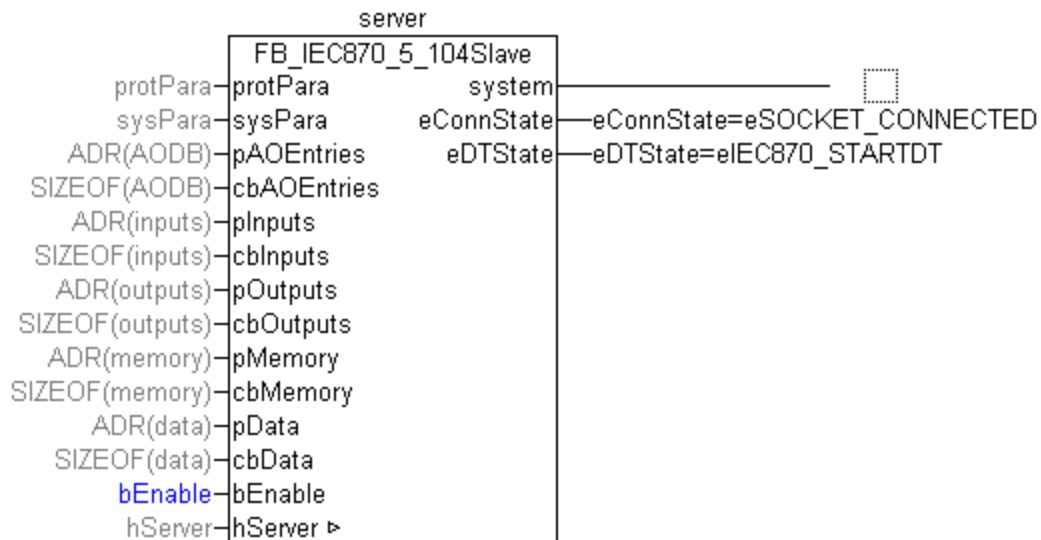 server
FB_IEC870_5_104Slave
protPara protPara system
sysPara sysPara eConnState eConnState=eSOCKET_CONNECTED
ADR(AODB) pAOEntries eDTState eDTState=eIEC870_STARTDT
SIZEOF(AODB) cbAOEntries
ADR(inputs) pInputs
SIZEOF(inputs) cbInputs
ADR(outputs) pOutputs
SIZEOF(outputs) cbOutputs
ADR(memory) pMemory
SIZEOF(memory) cbMemory
ADR(data) pData
SIZEOF(data) cbData
bEnable bEnable
hServer hServer ▹